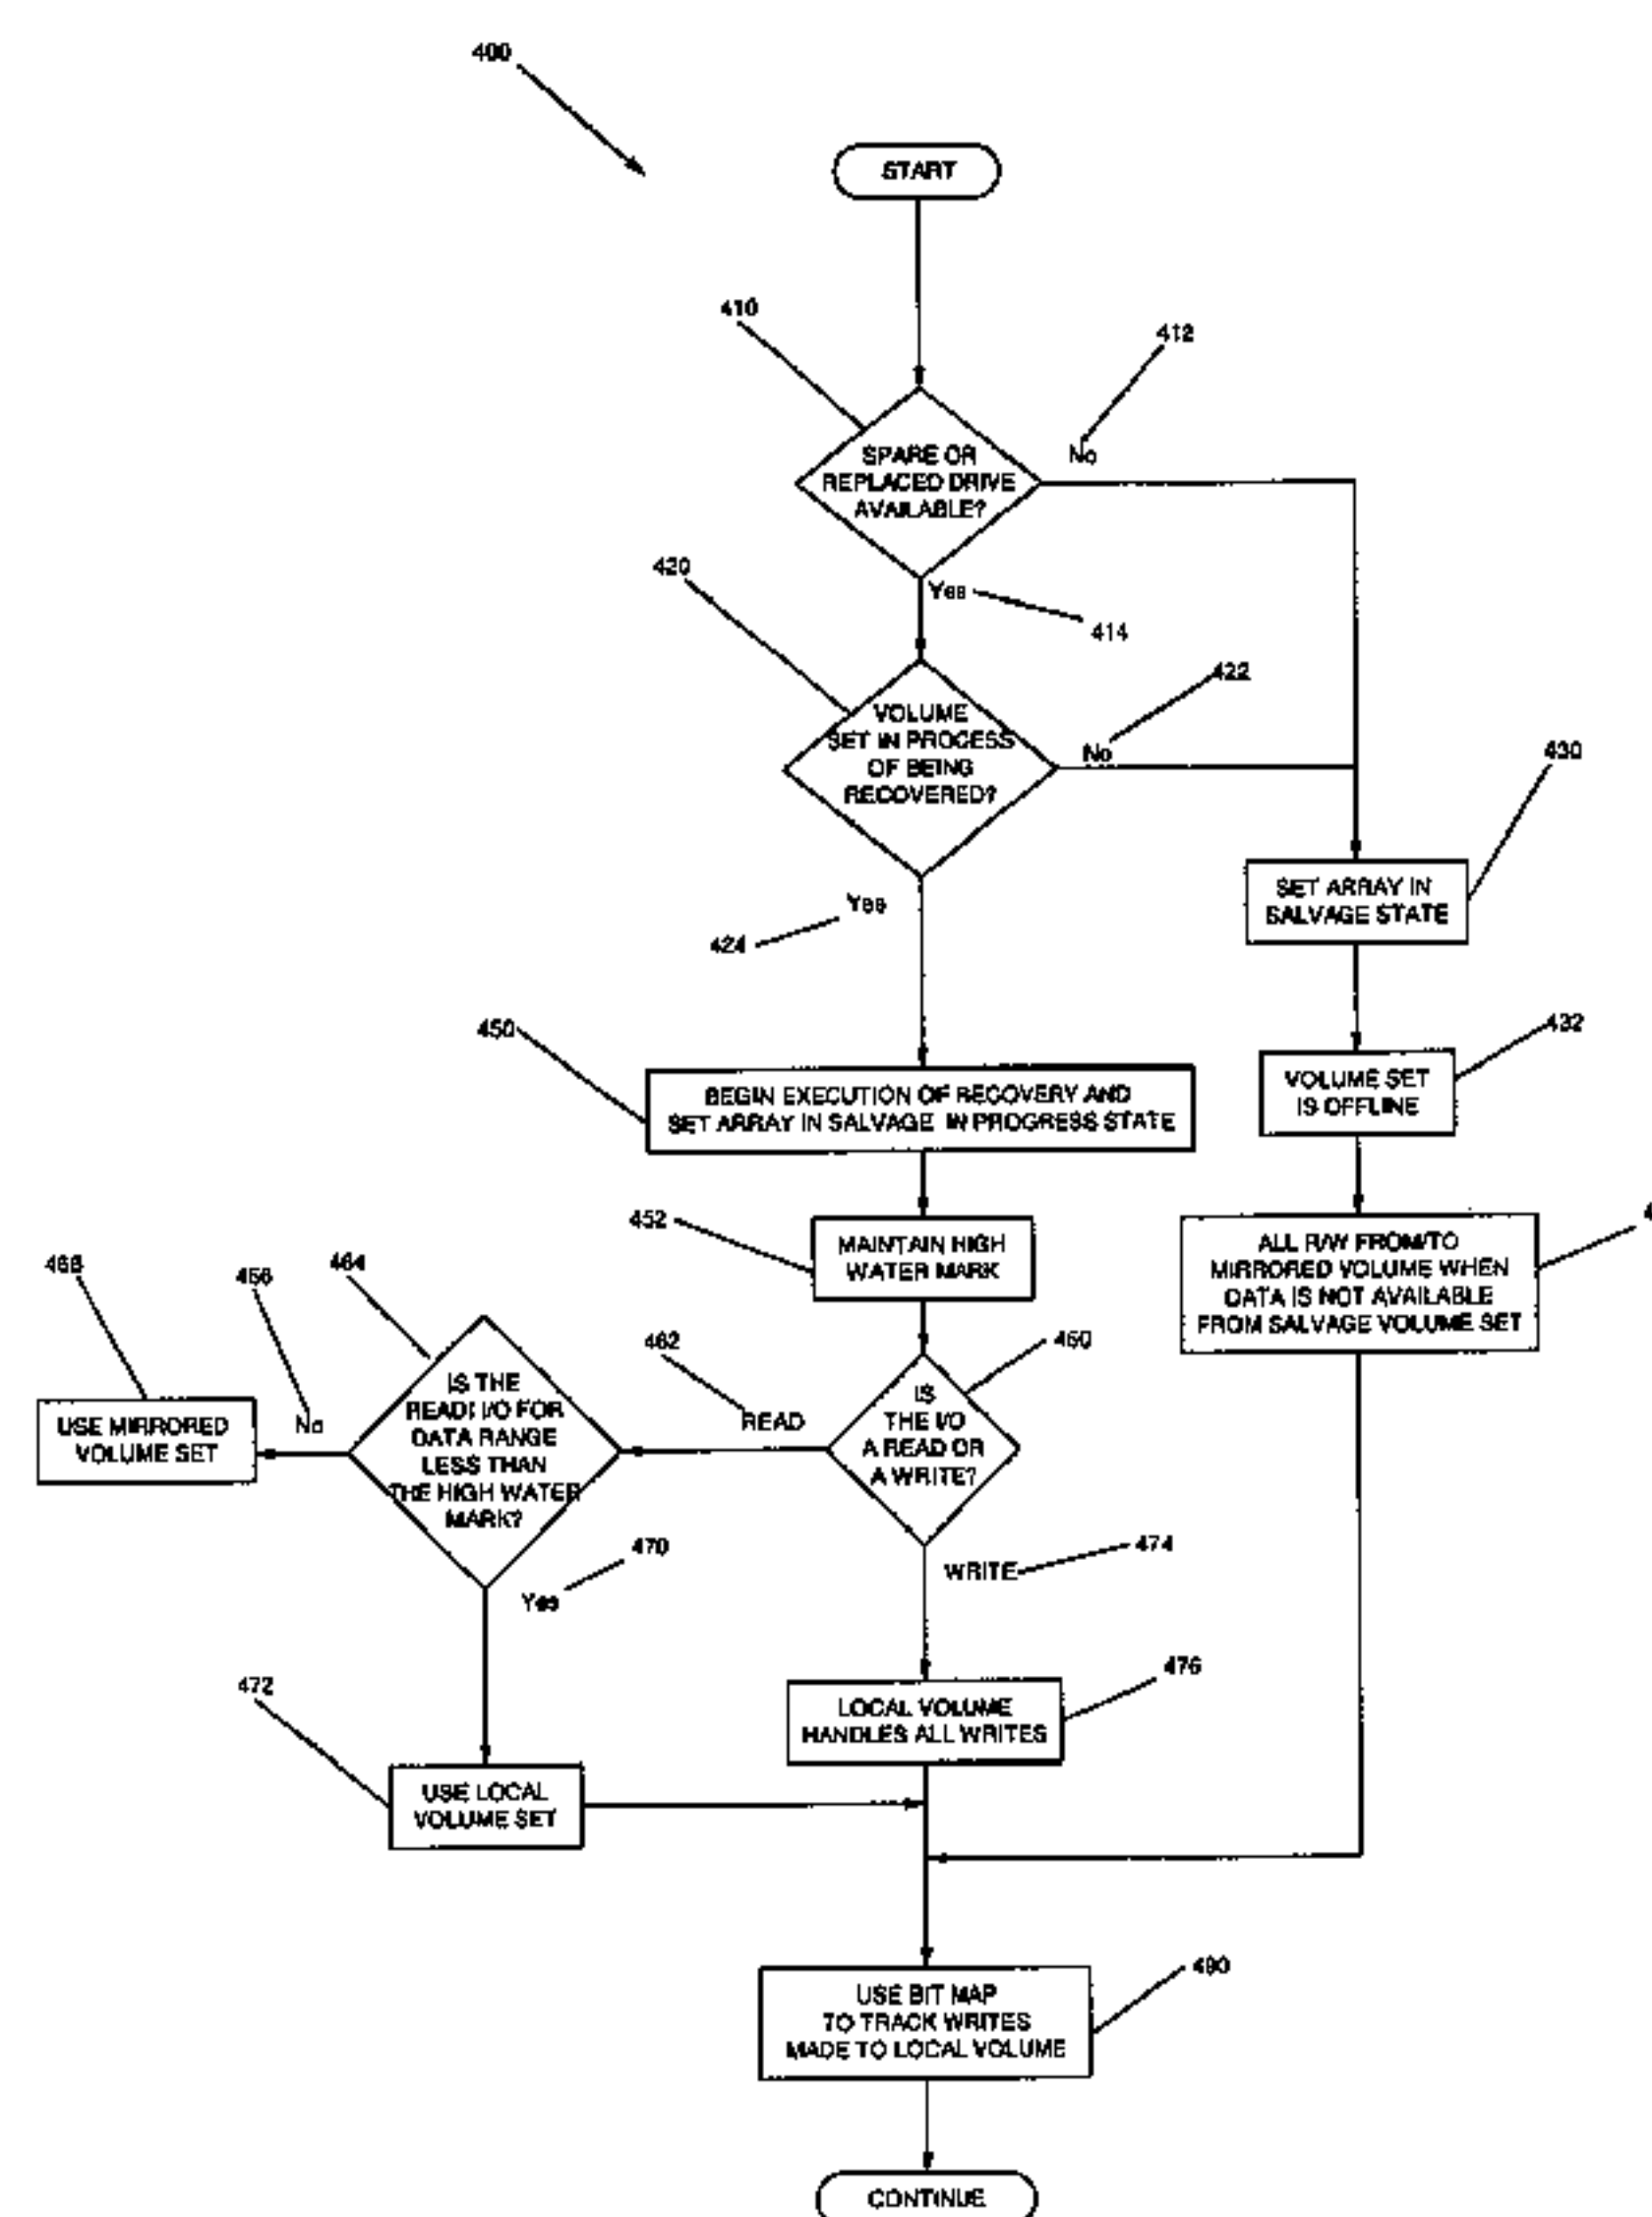 400
START
410
412
SPARE OR
REPLACED DRIVE
AVAILABLE?
No
420
Yes
414
VOLUME
SET IN PROCESS
OF BEING
RECOVERED?
422
No
430
SET ARRAY IN
SALVAGE STATE
Yes
424
450
432
BEGIN EXECUTION OF RECOVERY AND
SET ARRAY IN SALVAGE IN PROGRESS STATE
VOLUME SET
IS OFFLINE
452
MAINTAIN HIGH
WATER MARK
4
ALL R/W FROM/TO
MIRRORED VOLUME WHEN
DATA IS NOT AVAILABLE
FROM SALVAGE VOLUME SET
464
462
460
USE MIRRORED
VOLUME SET
No
IS THE
READ I/O FOR
DATA RANGE
LESS THAN
THE HIGH WATER
MARK?
READ
IS
THE I/O
A READ OR
A WRITE?
470
Yes
474
WRITE
472
476
LOCAL VOLUME
HANDLES ALL WRITES
USE LOCAL
VOLUME SET
USE BIT MAP
TO TRACK WRITES
MADE TO LOCAL VOLUME
CONTINUE